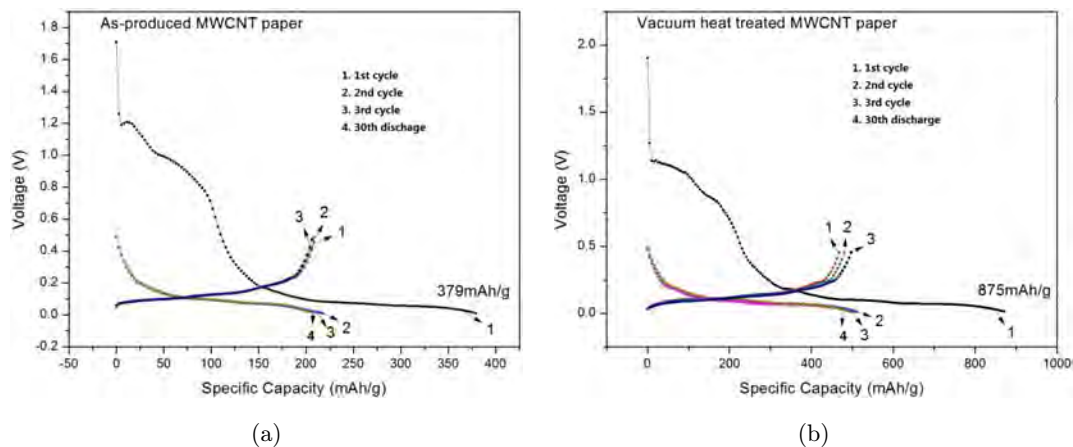 As-produced MWCNT paper
1. 1st cycle
2. 2nd cycle
3. 3rd cycle
4. 30th dischage
3 2 1
379mAh/g
1
4 3 2
1.8
1.6
1.4
1.2
1.0
0.8
0.6
0.4
0.2
0.0
-0.2
Voltage (V)
-50 0 50 100 150 200 250 300 350 400
Specific Capacity (mAh/g)
(a)
Vacuum heat treated MWCNT paper
1. 1st cycle
2. 2nd cycle
3. 3rd cycle
4. 30th discharge
1 2 3
875mAh/g
1
4 3 2
2.0
1.5
1.0
0.5
0.0
Voltage (V)
0 200 400 600 800 1000
Specific Capacity (mAh/g)
(b)